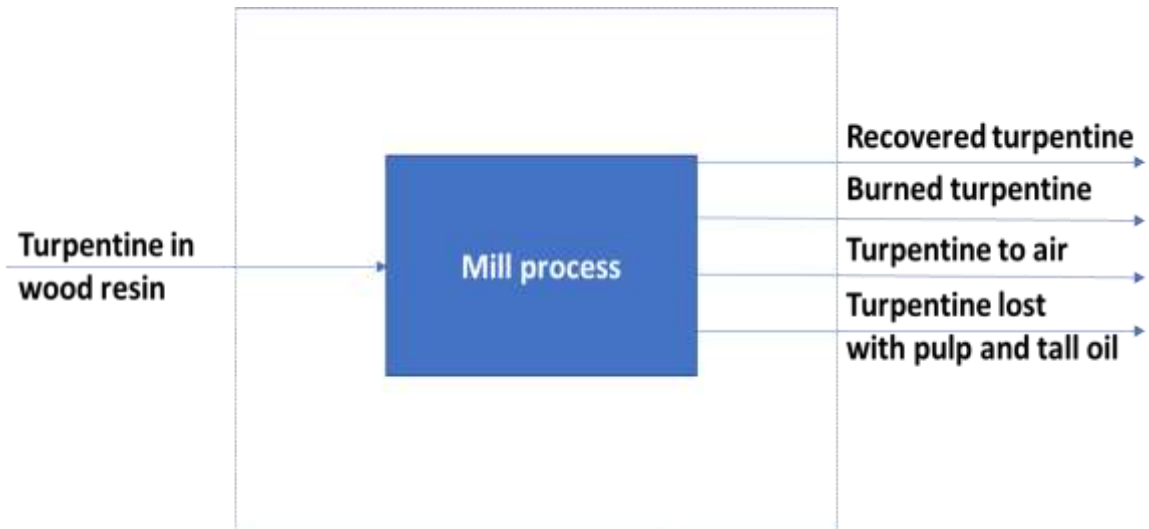 Turpentine in
wood resin
Mill process
Recovered turpentine
Burned turpentine
Turpentine to air
Turpentine lost
with pulp and tall oil